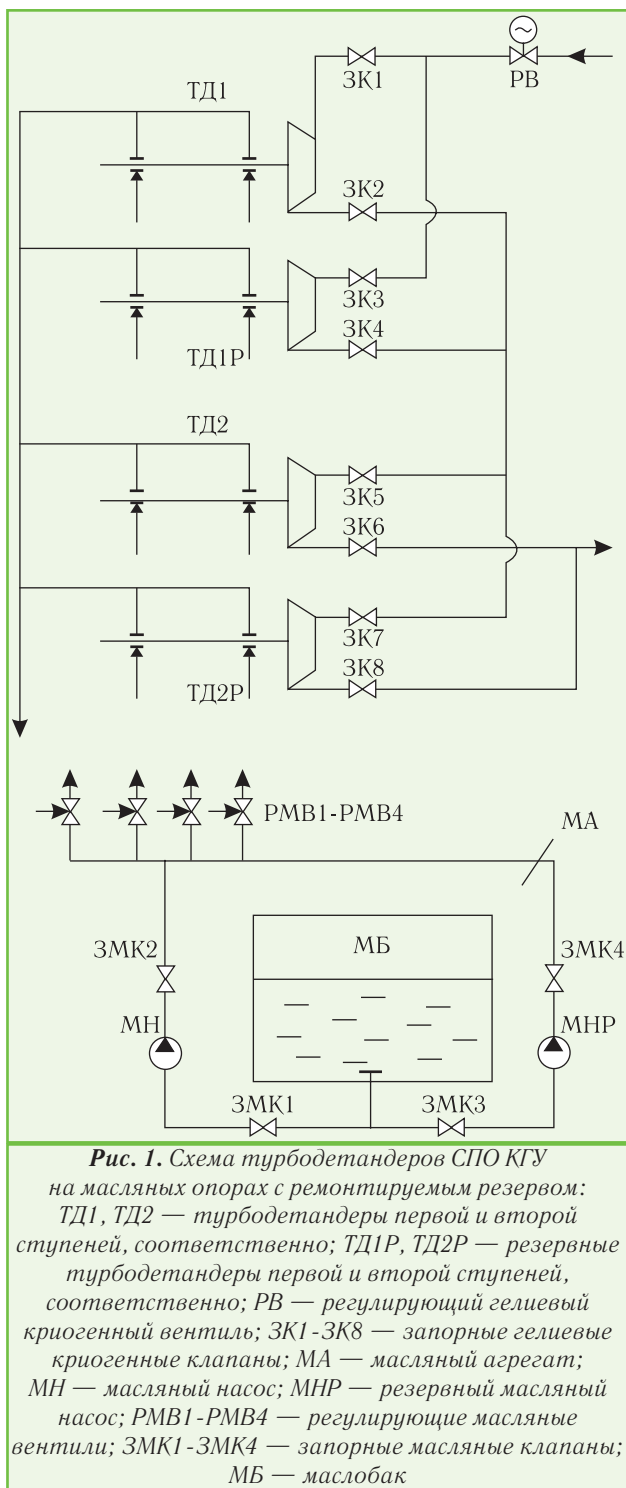 ТД1
ЗК1
РВ
ЗК2
ЗК3
ЗК4
ТД1Р
ТД2
ЗК5
ЗК6
ЗК7
ЗК8
ТД2Р
РМВ1-РМВ4
МА
ЗМК2
МБ
ЗМК4
МН
МНР
ЗМК1
ЗМК3
Рис. 1. Схема турбодетандеров СПО КГУ
на масляных опорах с ремонтируемым резервом:
ТД1, ТД2 — турбодетандеры первой и второй
ступеней, соответственно; ТД1Р, ТД2Р — резервные
турбодетандеры первой и второй ступеней,
соответственно; РВ — регулирующий гелиевый
криогенный вентиль; ЗК1-ЗК8 — запорные гелиевые
криогенные клапаны; МА — масляный агрегат;
МН — масляный насос; МНР — резервный масляный
насос; РМВ1-РМВ4 — регулирующие масляные
вентили; ЗМК1-ЗМК4 — запорные масляные клапаны;
МБ — маслобак